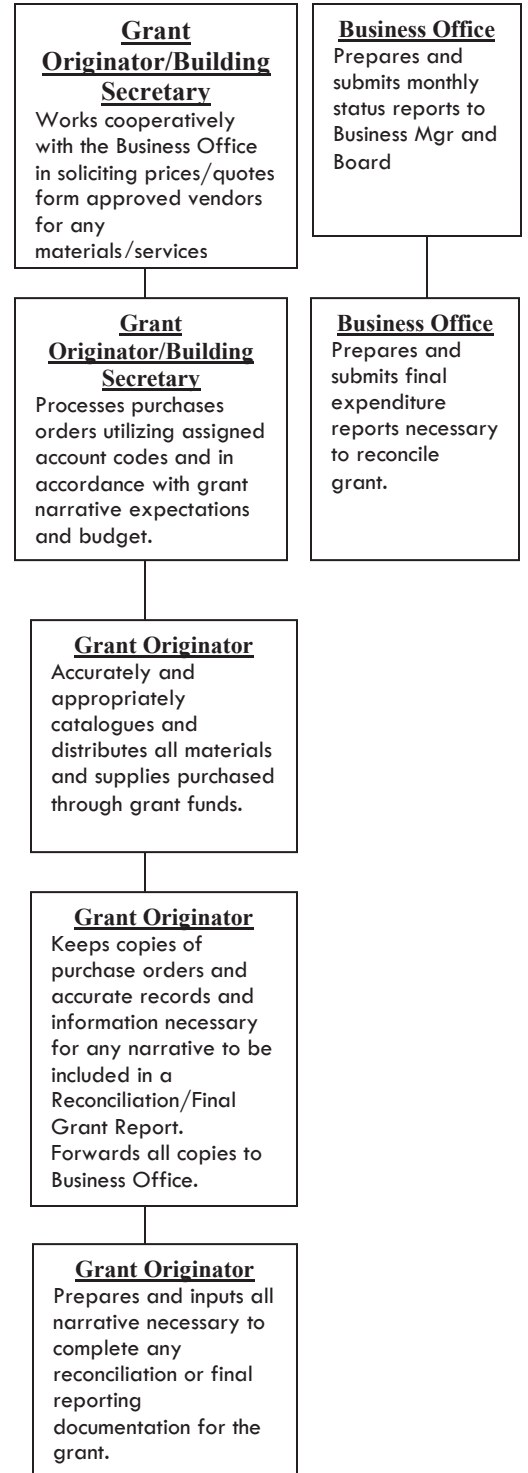 Grant
Originator/Building
Secretary
Works cooperatively
with the Business Office
in soliciting prices/quotes
form approved vendors
for any
materials/services
Business Office
Prepares and
submits monthly
status reports to
Business Mgr and
Board
Grant
Originator/Building
Secretary
Processes purchases
orders utilizing assigned
account codes and in
accordance with grant
narrative expectations
and budget.
Business Office
Prepares and
submits final
expenditure
reports necessary
to reconcile
grant.
Grant Originator
Accurately and
appropriately
catalogues and
distributes all materials
and supplies purchased
through grant funds.
Grant Originator
Keeps copies of
purchase orders and
accurate records and
information necessary
for any narrative to be
included in a
Reconciliation/Final
Grant Report.
Forwards all copies to
Business Office.
Grant Originator
Prepares and inputs all
narrative necessary to
complete any
reconciliation or final
reporting
documentation for the
grant.